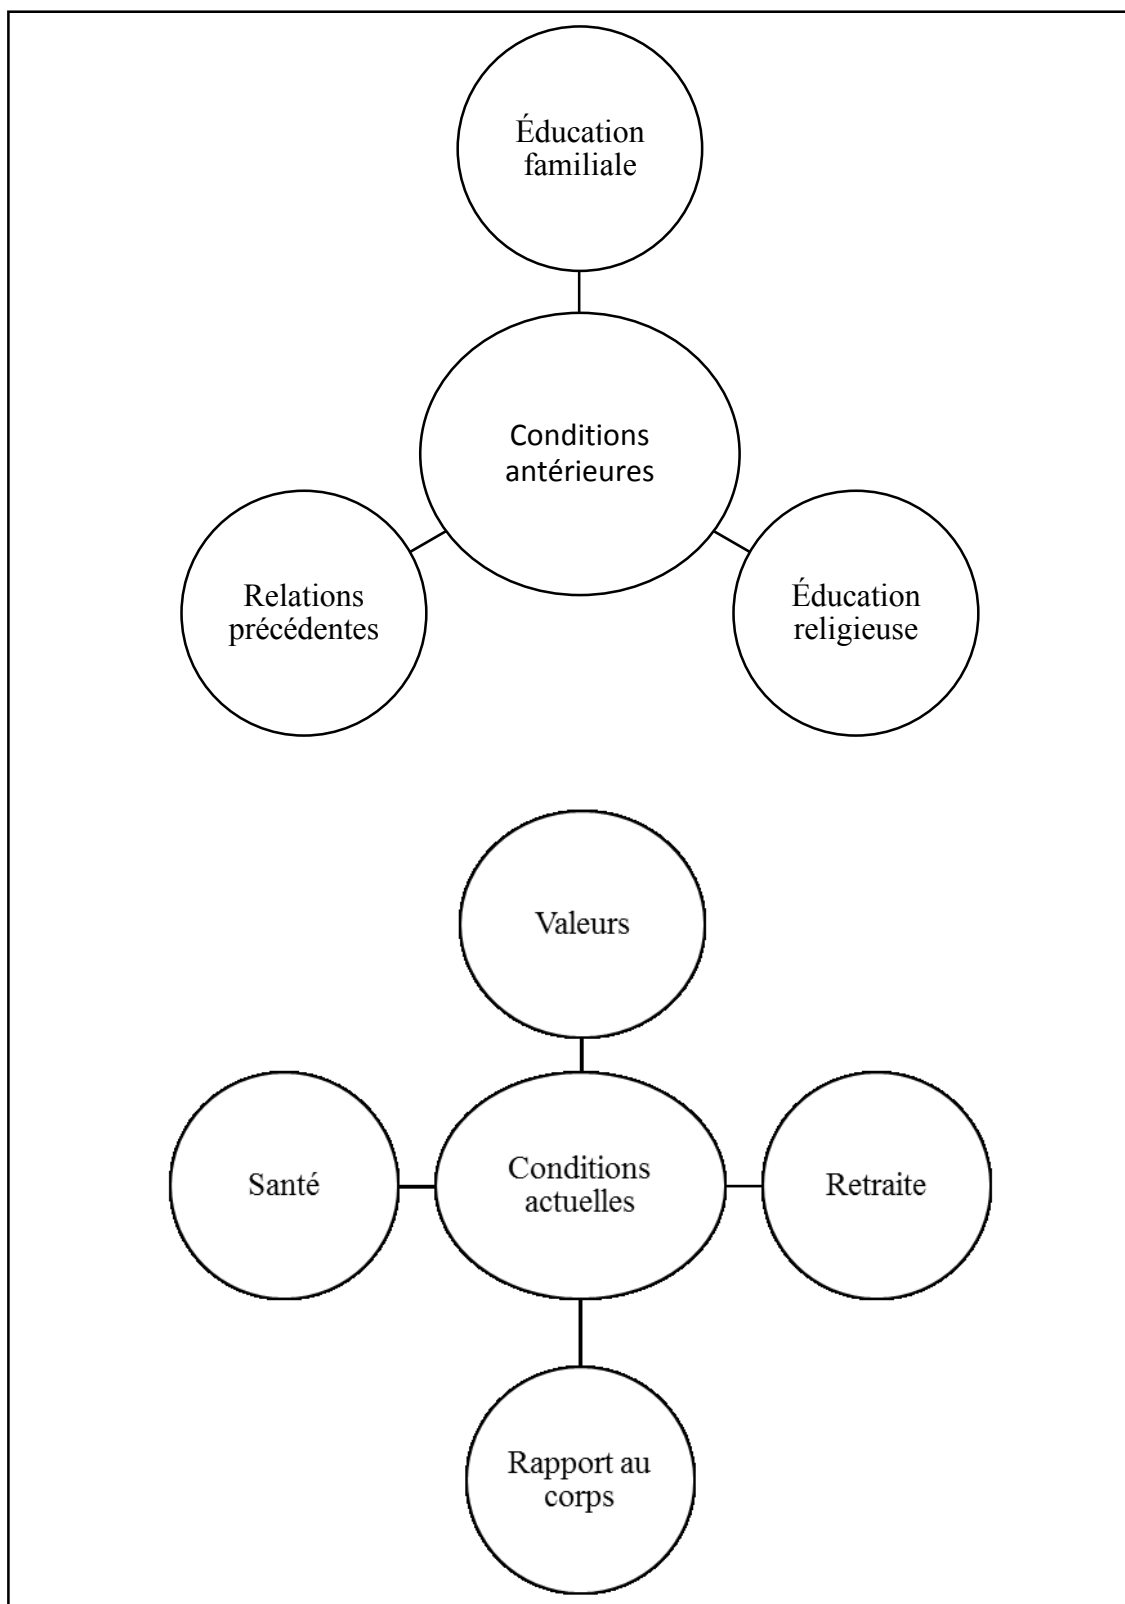 Éducation
familiale
Conditions
antérieures
Relations
précédentes
Éducation
religieuse
Valeurs
Santé
Conditions
actuelles
Retraite
Rapport au
corps